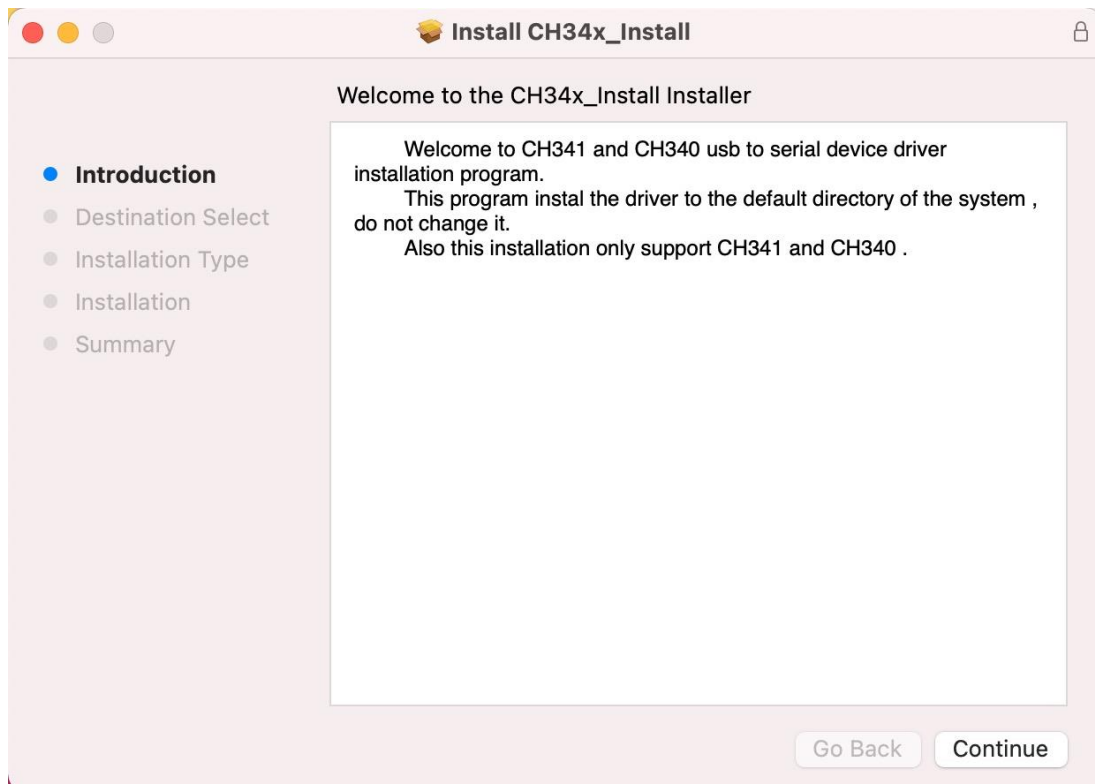 Install CH34x_Install
Welcome to the CH34x_Install Installer
Introduction
Destination Select
Installation Type
Installation
Summary
Welcome to CH341 and CH340 usb to serial device driver
installation program.
This program instal the driver to the default directory of the system ,
do not change it.
Also this installation only support CH341 and CH340 .
Go Back
Continue